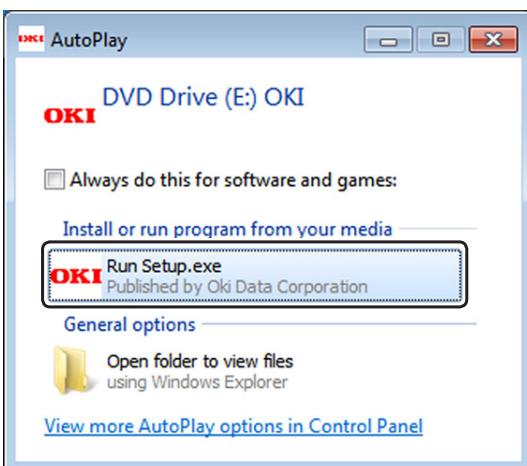 OKI AutoPlay
DVD Drive (E:) OKI
OKI
Always do this for software and games:
Install or run program from your media
Run Setup.exe
OKI
Published by Oki Data Corporation
General options
Open folder to view files
using Windows Explorer
View more AutoPlay options in Control Panel